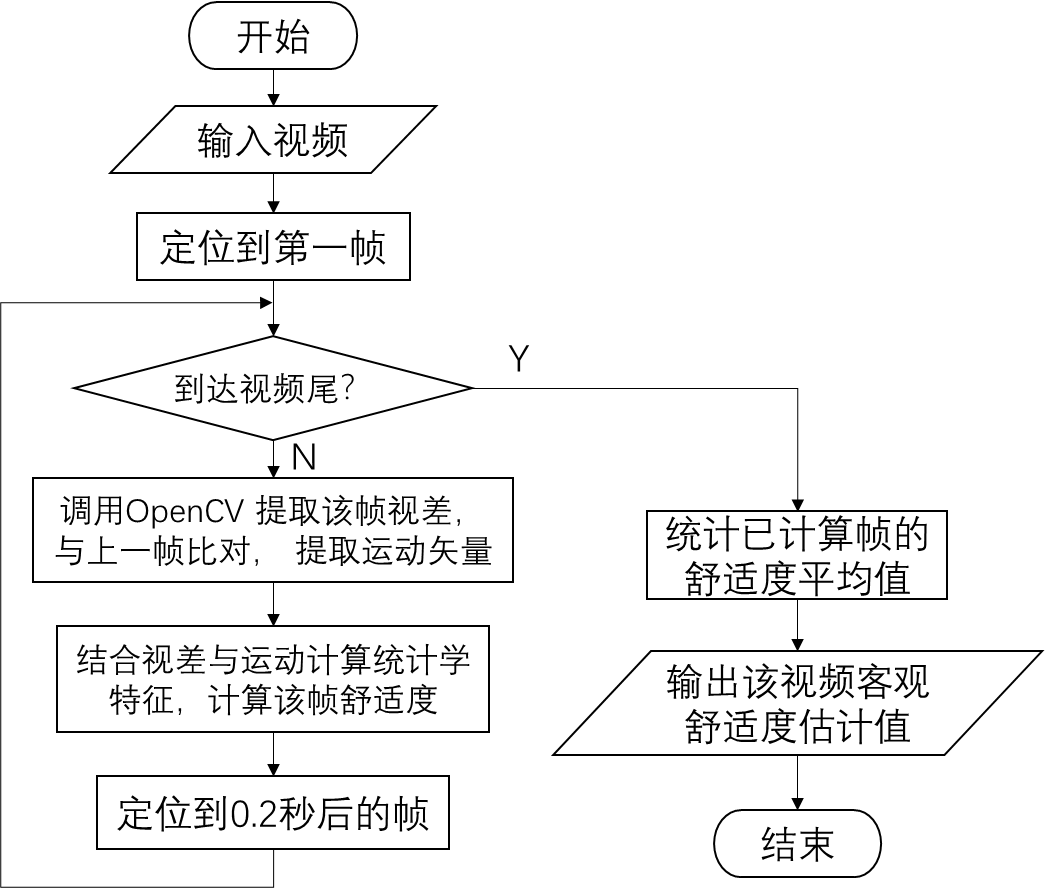 开始
输入视频
定位到第一帧
到达视频尾？
Y
N
调用OpenCV 提取该帧视差，
与上一帧比对， 提取运动矢量
结合视差与运动计算统计学
特征，计算该帧舒适度
定位到0.2秒后的帧
统计已计算帧的
舒适度平均值
输出该视频客观
舒适度估计值
结束